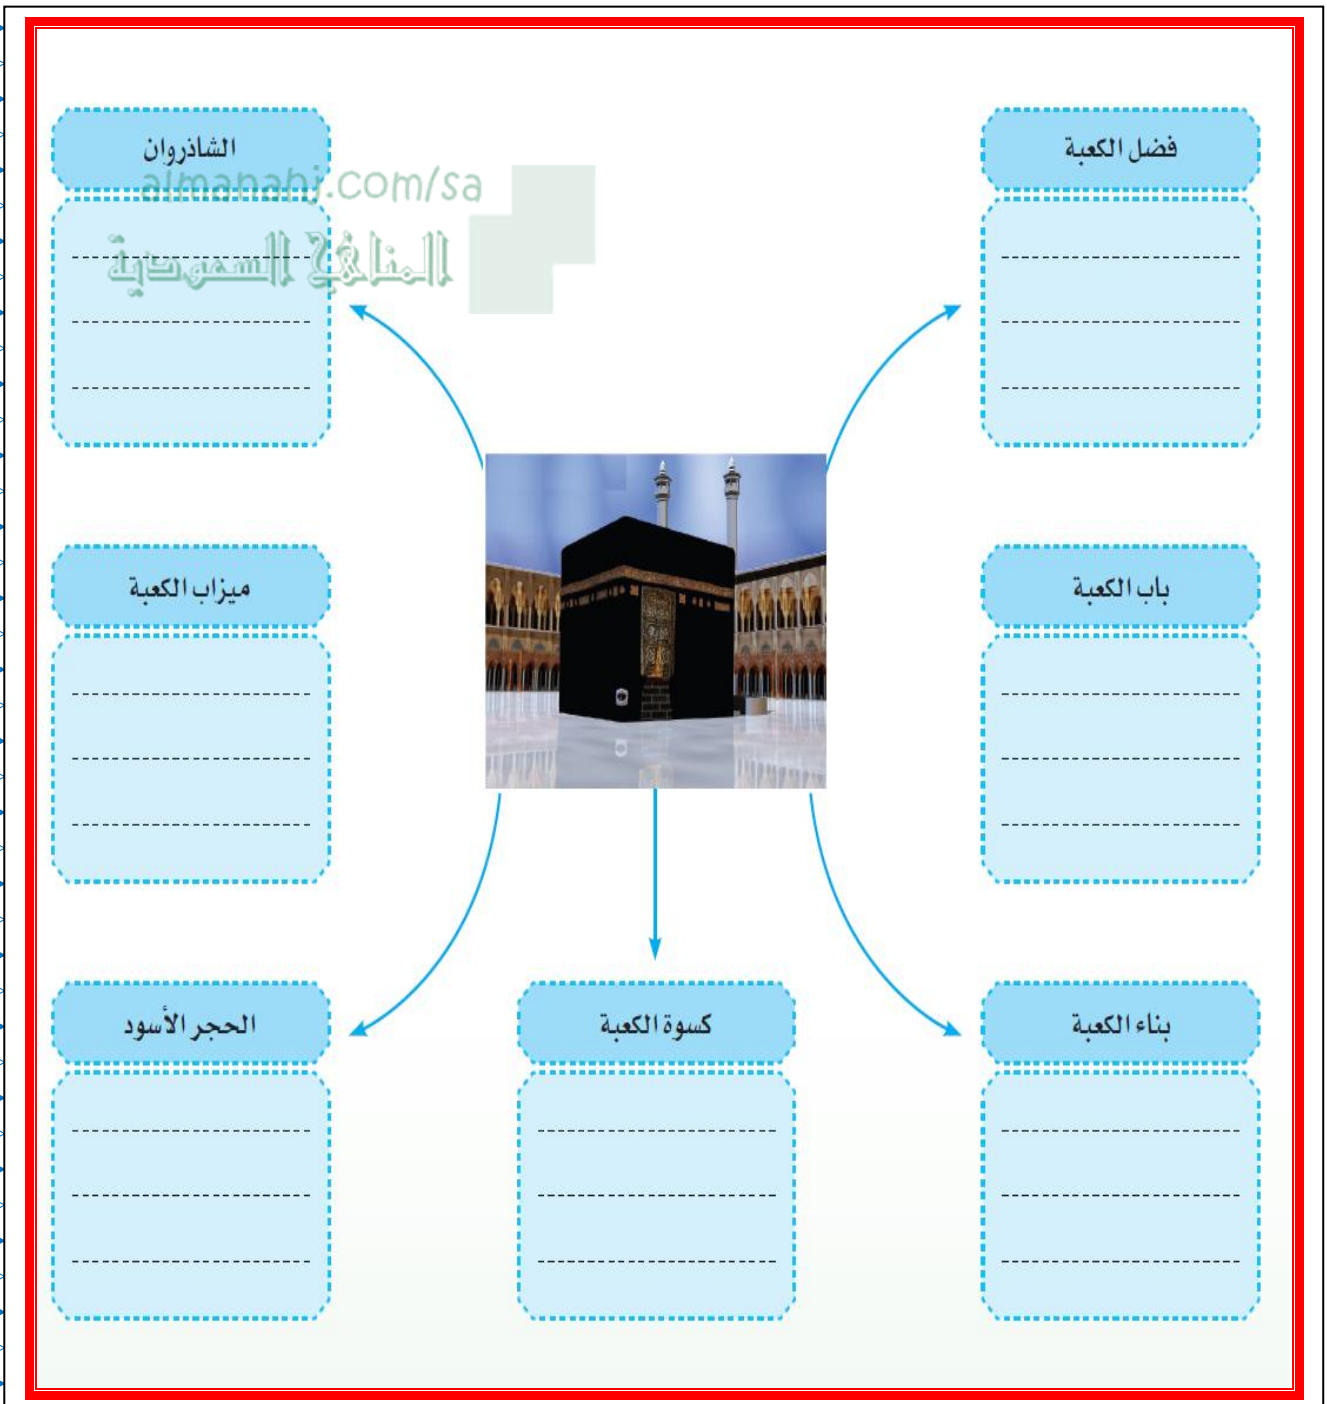 فضل الكعبة
الشاذروان
almanahj.com/sa
المناهج السعودية
باب الكعبة
ميزاب الكعبة
بناء الكعبة
كسوة الكعبة
الحجر الأسود